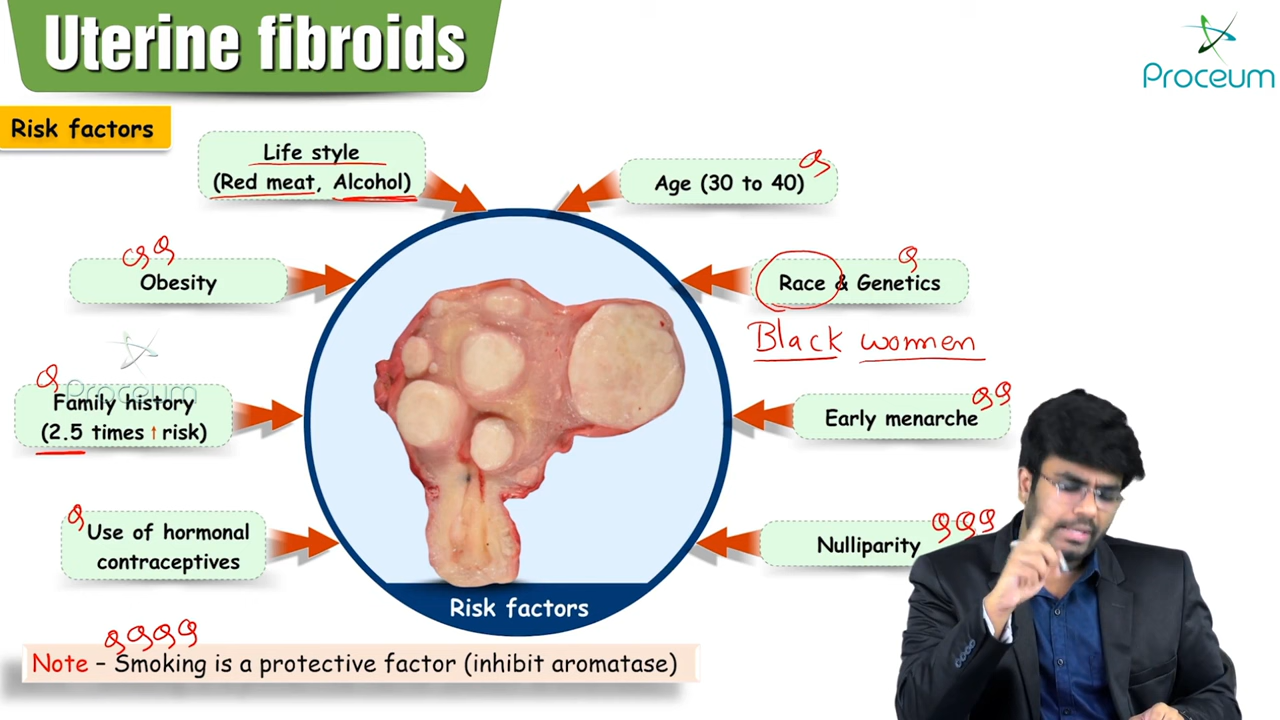 Uterine fibroids
Proceum
Risk factors
Life style
(Red meat, Alcohol)
Age (30 to 40)
Obesity
Race & Genetics
Black women
Proceum
Family history
(2.5 times ↑ risk)
Early menarche
Use of hormonal
contraceptives
Nulliparity
Risk factors
Note – Smoking is a protective factor (inhibit aromatase)